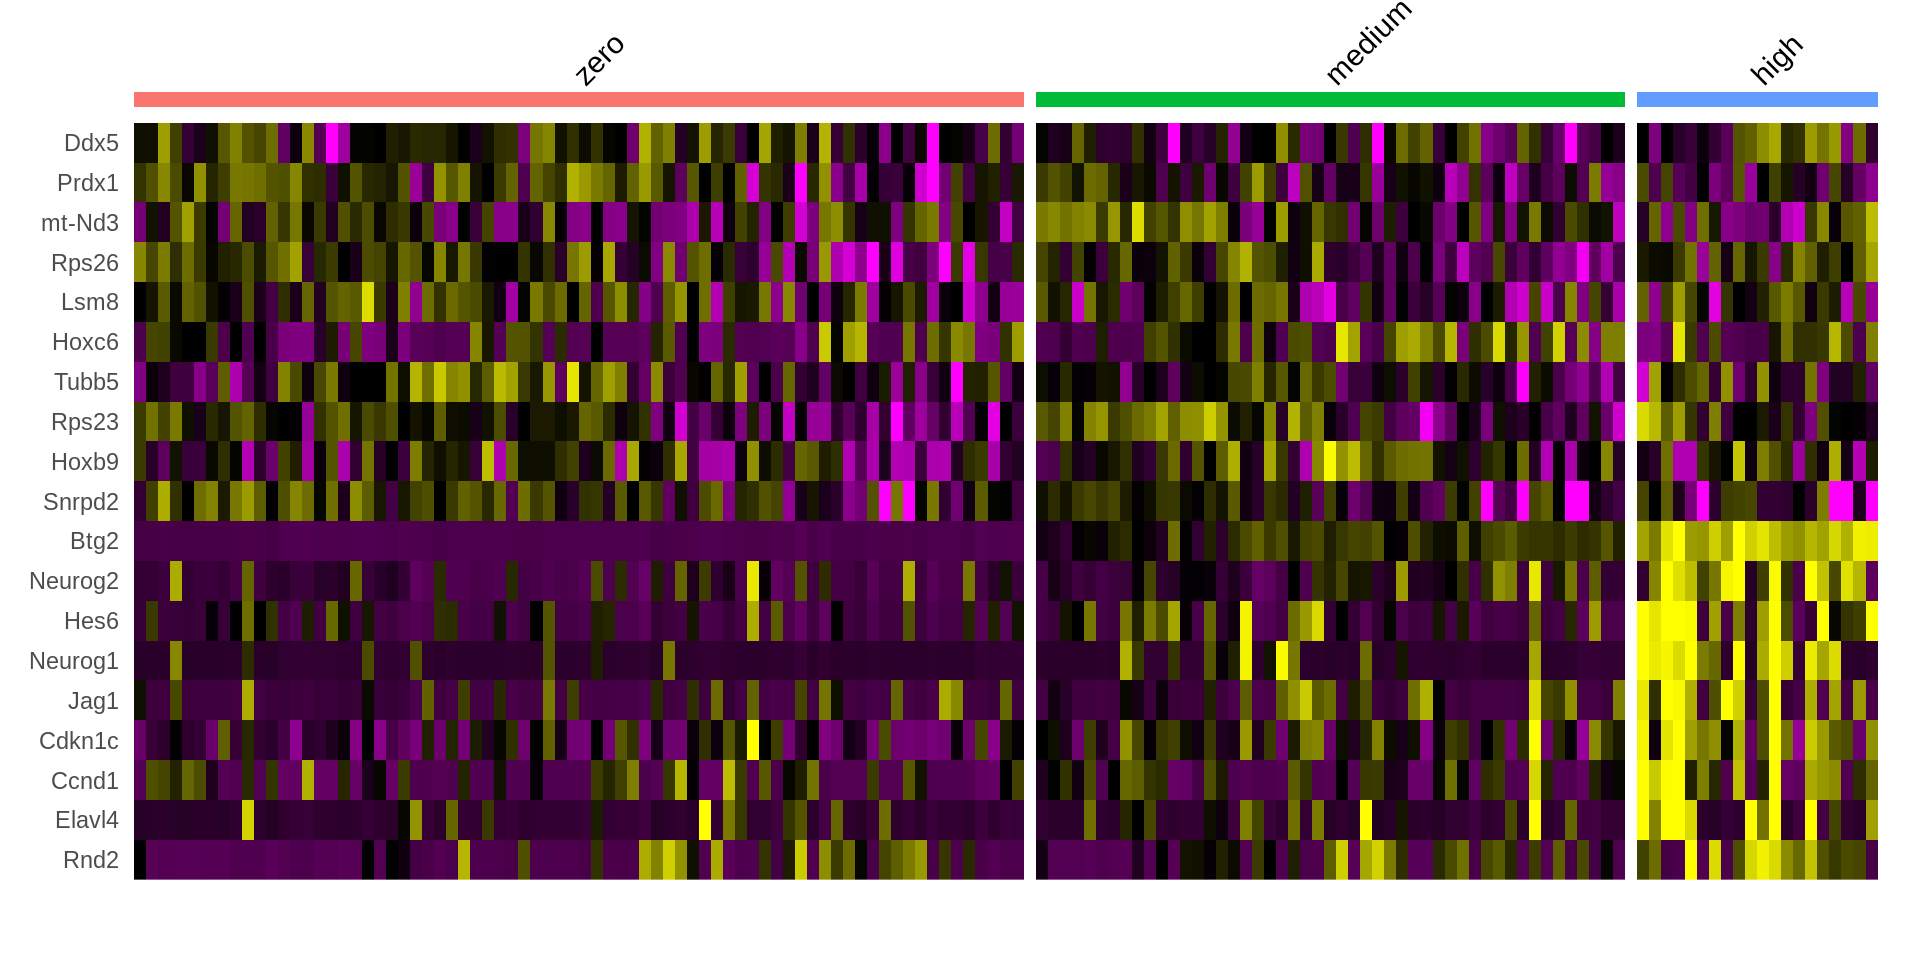 zero
medium
high
Ddx5
Prdx1
mt-Nd3
Rps26
Lsm8
Hoxc6
Tubb5
Rps23
Hoxb9
Snrpd2
Btg2
Neurog2
Hes6
Neurog1
Jag1
Cdkn1c
Ccnd1
Elavl4
Rnd2